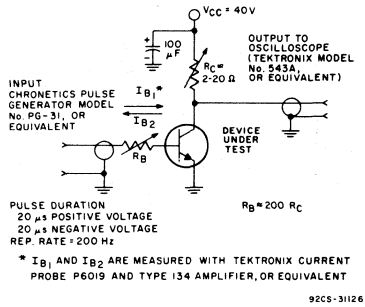 VCC = 40V
+
100
μF
RC=
2-20 Ω
OUTPUT TO
OSCILLOSCOPE
(TEKTRONIX MODEL
No. 543A,
OR EQUIVALENT)
INPUT
CHRONETICS PULSE
GENERATOR MODEL
No. PG-31, OR
EQUIVALENT
IB1*
IB2
RB
DEVICE
UNDER
TEST
PULSE DURATION
20 μs POSITIVE VOLTAGE
20 μs NEGATIVE VOLTAGE
REP. RATE = 200 Hz
RB≈200 RC
* IB1 AND IB2 ARE MEASURED WITH TEKTRONIX CURRENT
PROBE P6019 AND TYPE 134 AMPLIFIER, OR EQUIVALENT
92CS-31126